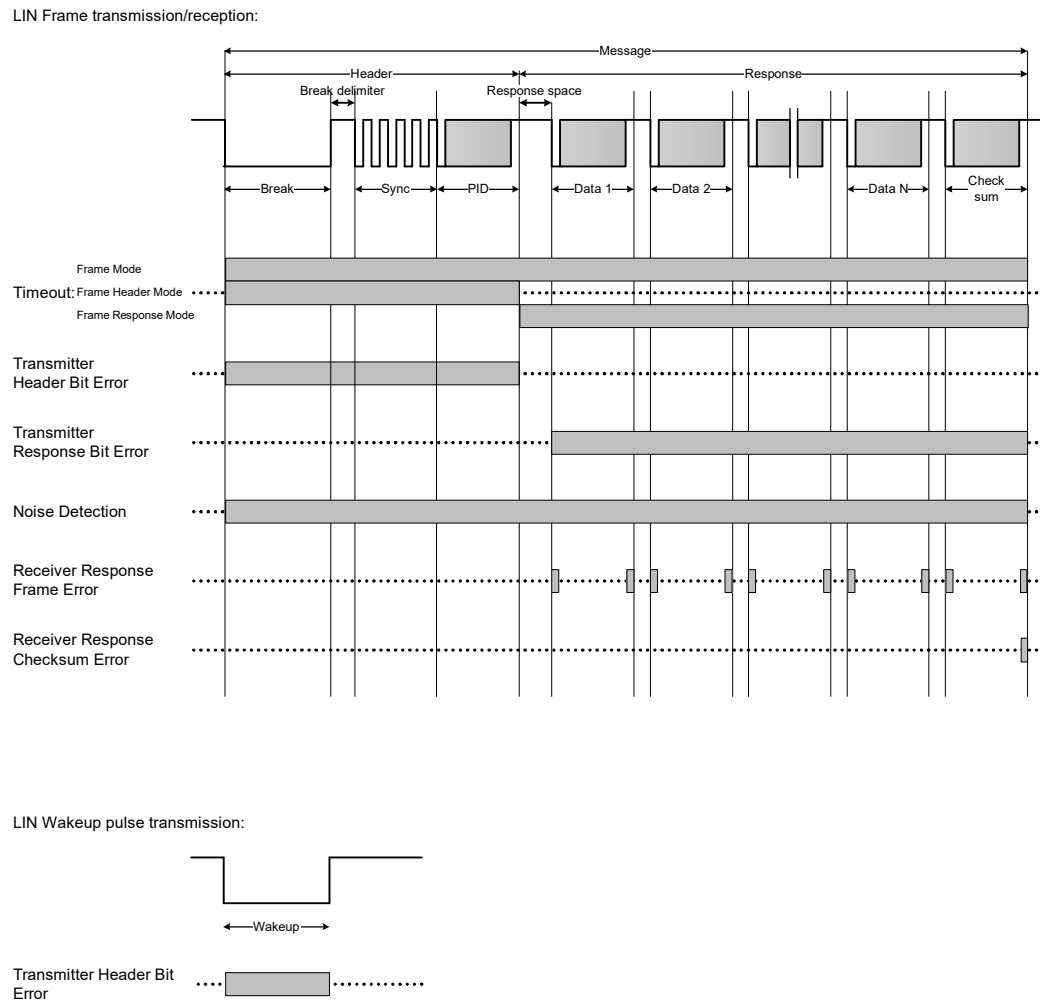 LIN Frame transmission/reception:
Message
Header
Response
Break delimiter
Response space
Break
Sync
PID
Data 1
Data 2
Data N
Check
sum
Frame Mode
Timeout: Frame Header Mode
Frame Response Mode
Transmitter
Header Bit Error
Transmitter
Response Bit Error
Noise Detection
Receiver Response
Frame Error
Receiver Response
Checksum Error
LIN Wakeup pulse transmission:
Wakeup
Transmitter Header Bit
Error